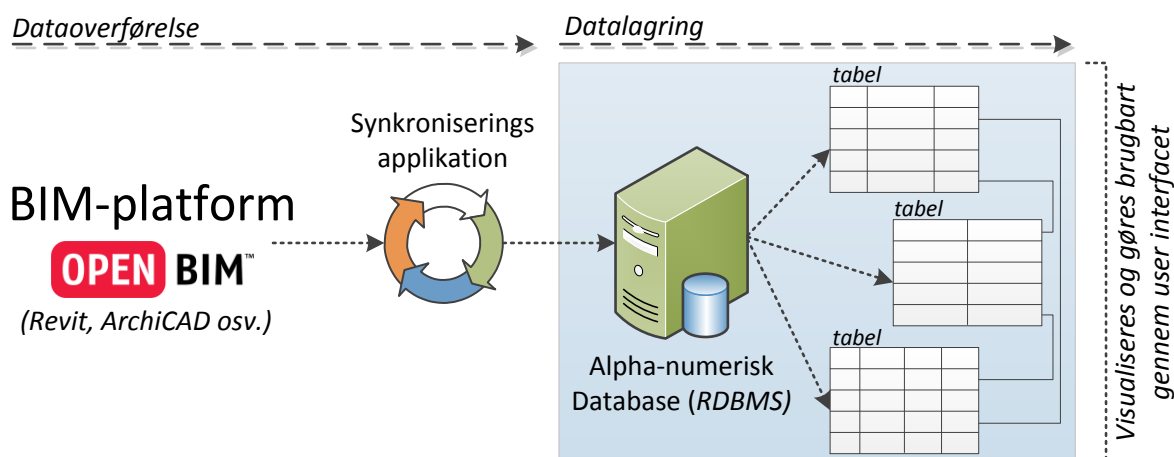 Dataoverførelse
Datalagring
Synkroniserings
applikation
BIM-platform
OPEN BIM™
(Revit, ArchiCAD osv.)
Alpha-numerisk
Database (RDBMS)
tabel
tabel
tabel
Visualiseres og gøres brugbart
gennem user interfacet